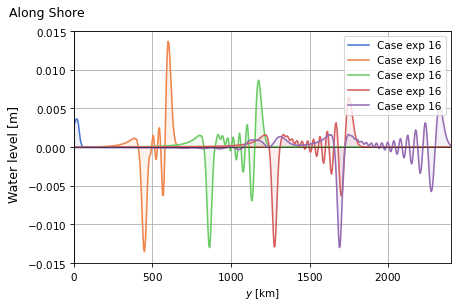 Along Shore
Water level [m]
0.015
0.010
0.005
0.000
−0.005
−0.010
−0.015
Case exp 16
Case exp 16
Case exp 16
Case exp 16
Case exp 16
0 500 1000 1500 2000
y [km]